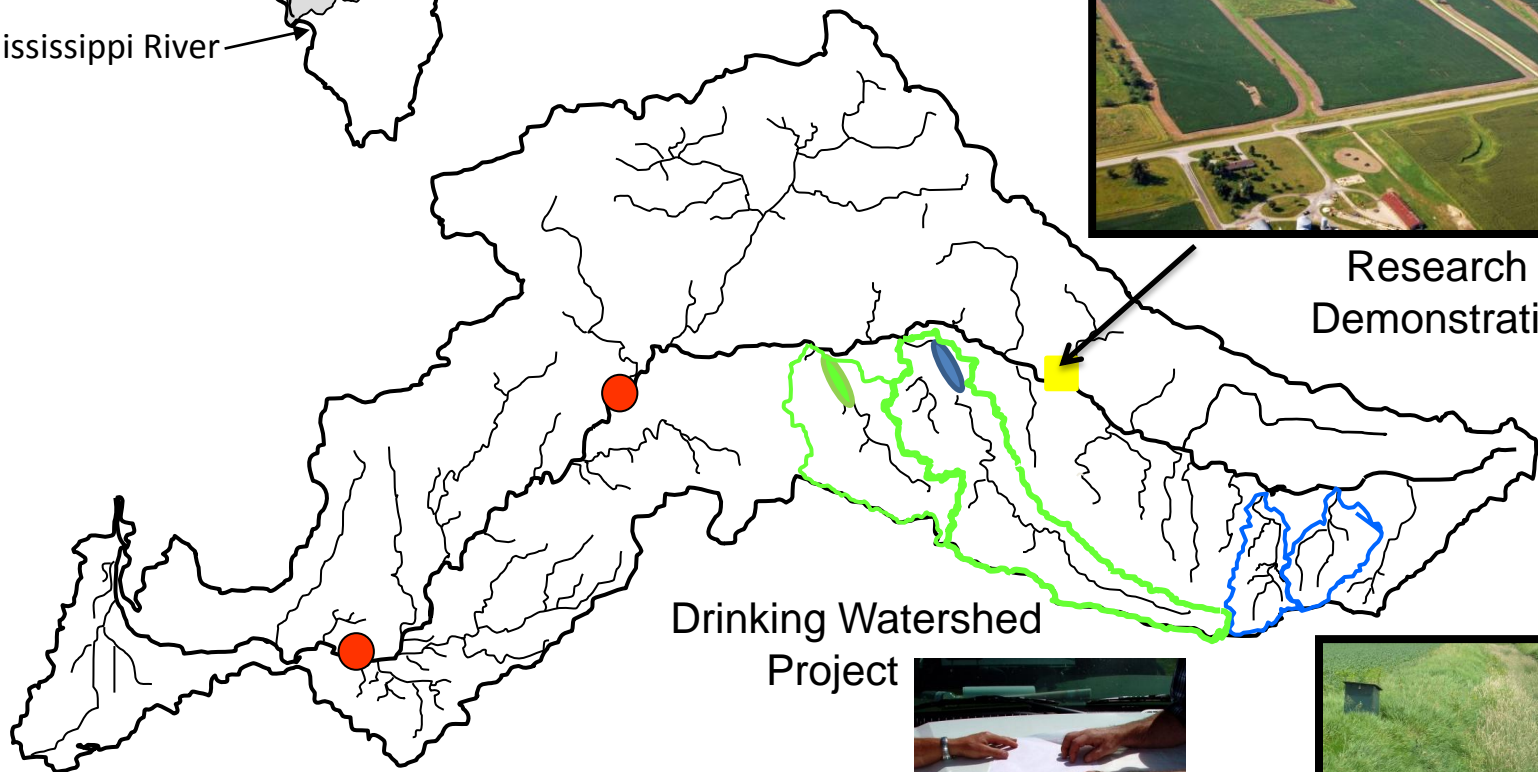 ississippi River
Research
Demonstrati
Drinking Watershed
Project